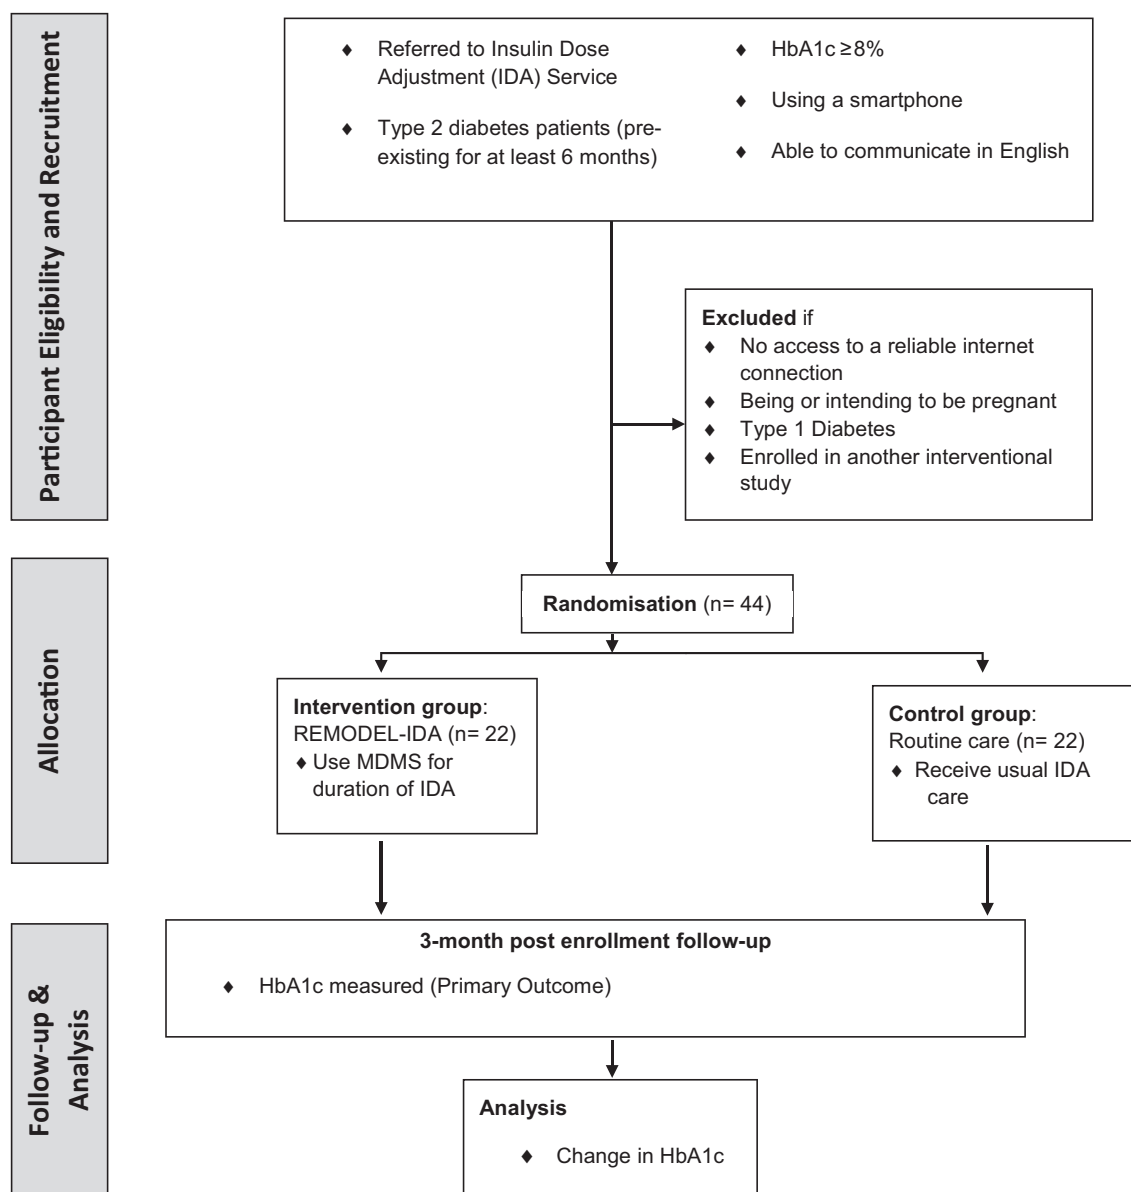 Participant Eligibility and Recruitment
♦ Referred to Insulin Dose
Adjustment (IDA) Service
♦ Type 2 diabetes patients (pre-
existing for at least 6 months)
♦ HbA1c ≥8%
♦ Using a smartphone
♦ Able to communicate in English
Excluded if
♦ No access to a reliable internet
connection
♦ Being or intending to be pregnant
♦ Type 1 Diabetes
♦ Enrolled in another interventional
study
Allocation
Randomisation (n= 44)
Intervention group:
REMODEL-IDA (n= 22)
♦ Use MDMS for
duration of IDA
Control group:
Routine care (n= 22)
♦ Receive usual IDA
care
Follow-up &
Analysis
3-month post enrollment follow-up
♦ HbA1c measured (Primary Outcome)
Analysis
♦ Change in HbA1c